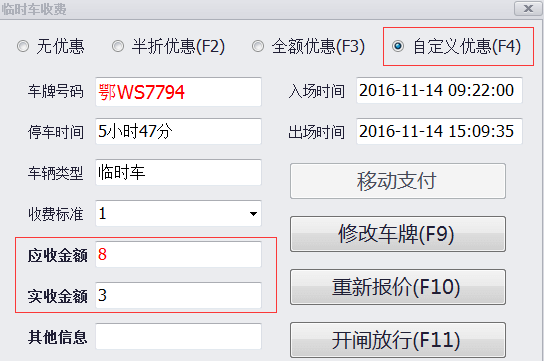 临时车收费
无优惠 半折优惠(F2) 全额优惠(F3) 自定义优惠(F4)
车牌号码 鄂WS7794 入场时间 2016-11-14 09:22:00
停车时间 5小时47分 出场时间 2016-11-14 15:09:35
车辆类型 临时车 移动支付
收费标准 1 修改车牌(F9)
应收金额 8
实收金额 3 重新报价(F10)
其他信息 开闸放行(F11)